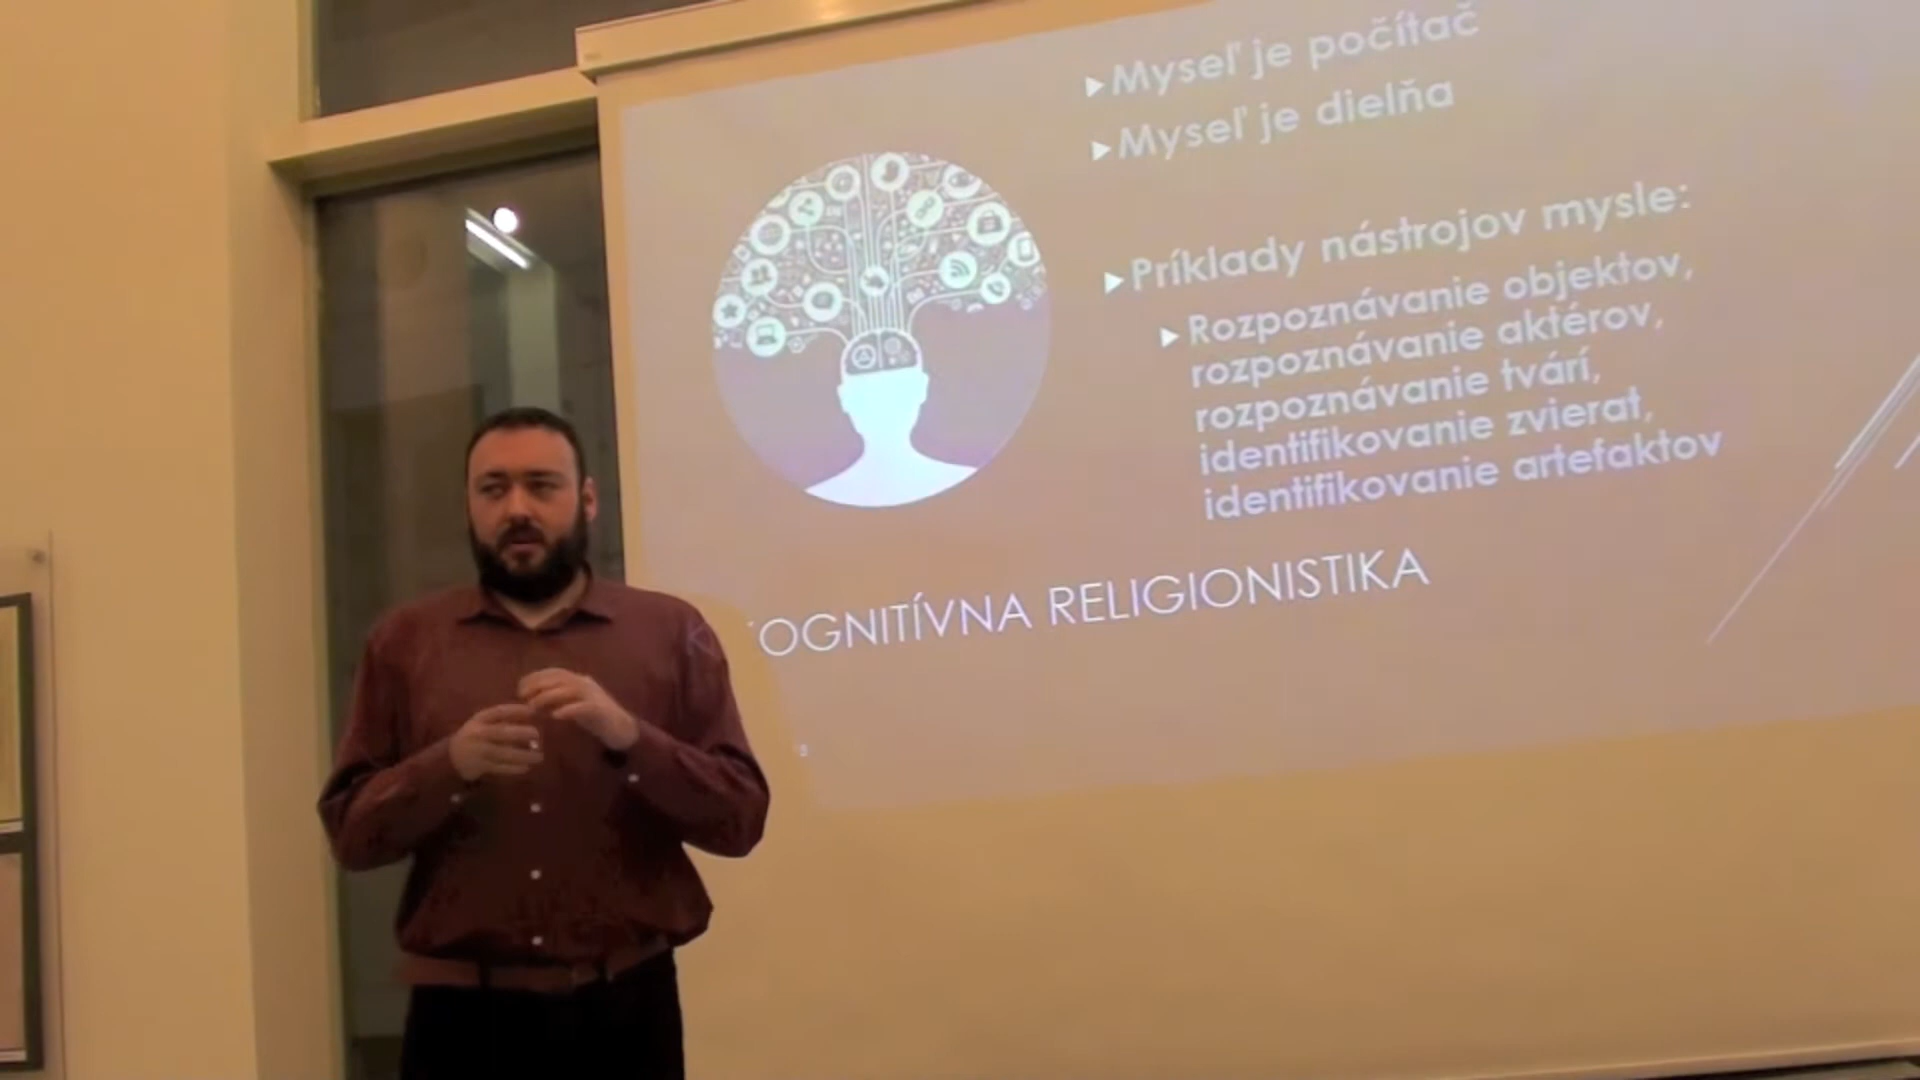 Myseľ je počítač
Myseľ je dielňa
Príklady nástrojov mysle:
Rozpoznávanie objektov,
rozpoznávanie aktérov,
rozpoznávanie tvárí,
identifikovanie zvierat,
identifikovanie artefaktov
KOGNITÍVNA RELIGIONISTIKA